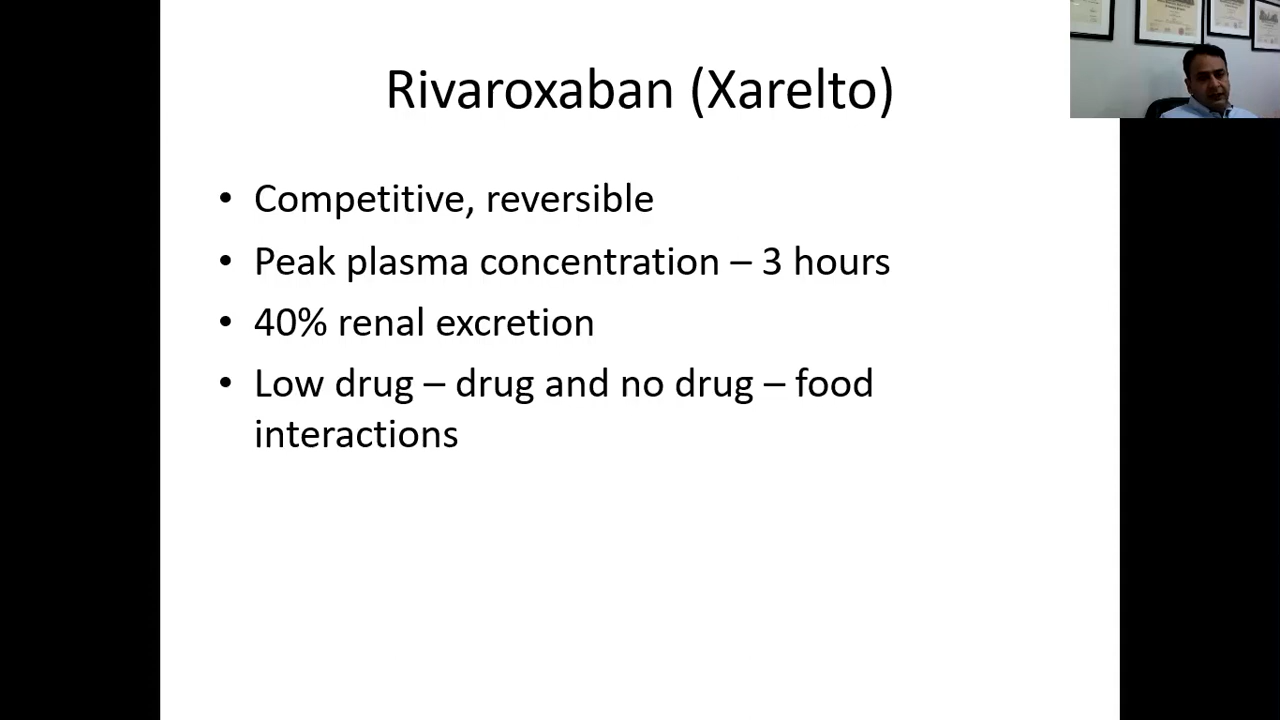 Rivaroxaban (Xarelto)
• Competitive, reversible
• Peak plasma concentration – 3 hours
• 40% renal excretion
• Low drug – drug and no drug – food
interactions